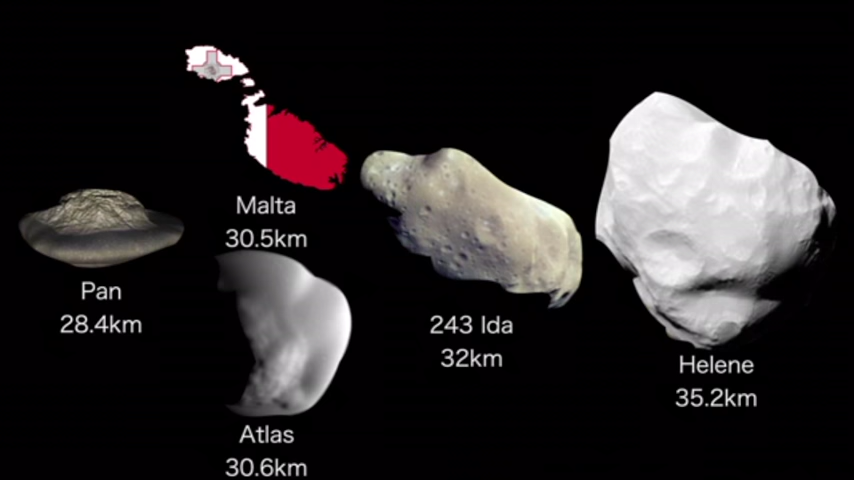 Malta
30.5km
Pan
28.4km
243 Ida
32km
Helene
35.2km
Atlas
30.6km